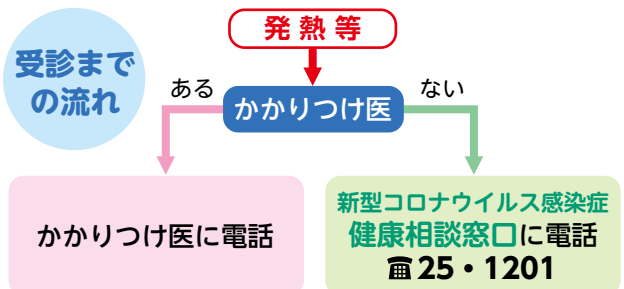 受診まで
の流れ
発熱等
ある
かかりつけ医
ない
かかりつけ医に電話
新型コロナウイルス感染症
健康相談窓口に電話
☎25・1201